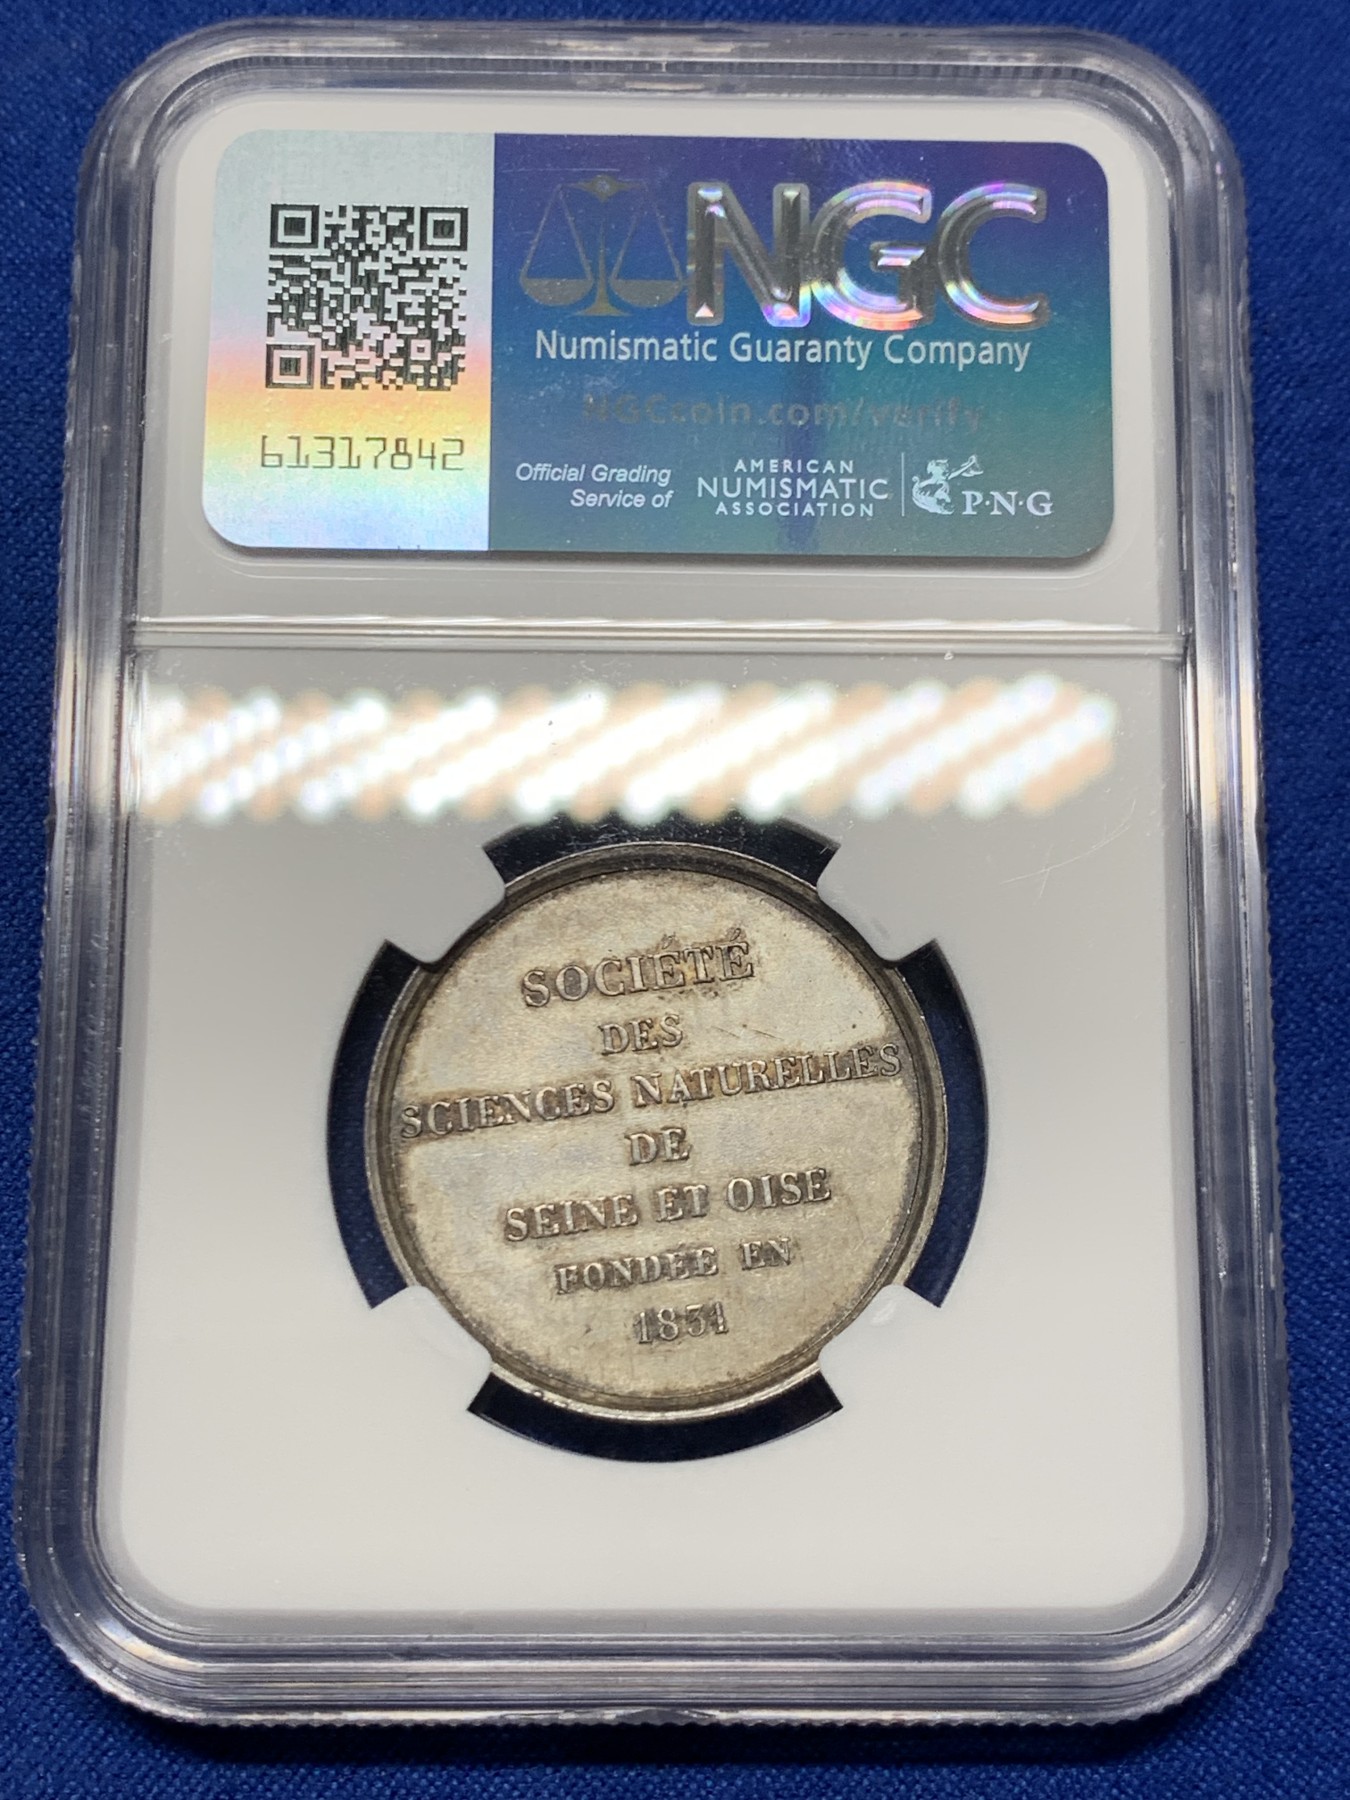 NGC
Numismatic Guaranty Company
NGCcoin.com/verify
61317842
Official Grading
Service of
AMERICAN
NUMISMATIC
ASSOCIATION
P·N·G
SOCIÉTÉ
DES
SCIENCES NATURELLES
DE
SEINE ET OISE
FONDÉE EN
1831